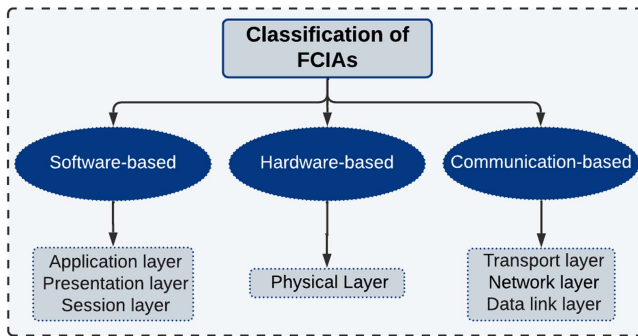 Classification of
FCIAs
Software-based
Hardware-based
Communication-based
Application layer
Presentation layer
Session layer
Physical Layer
Transport layer
Network layer
Data link layer